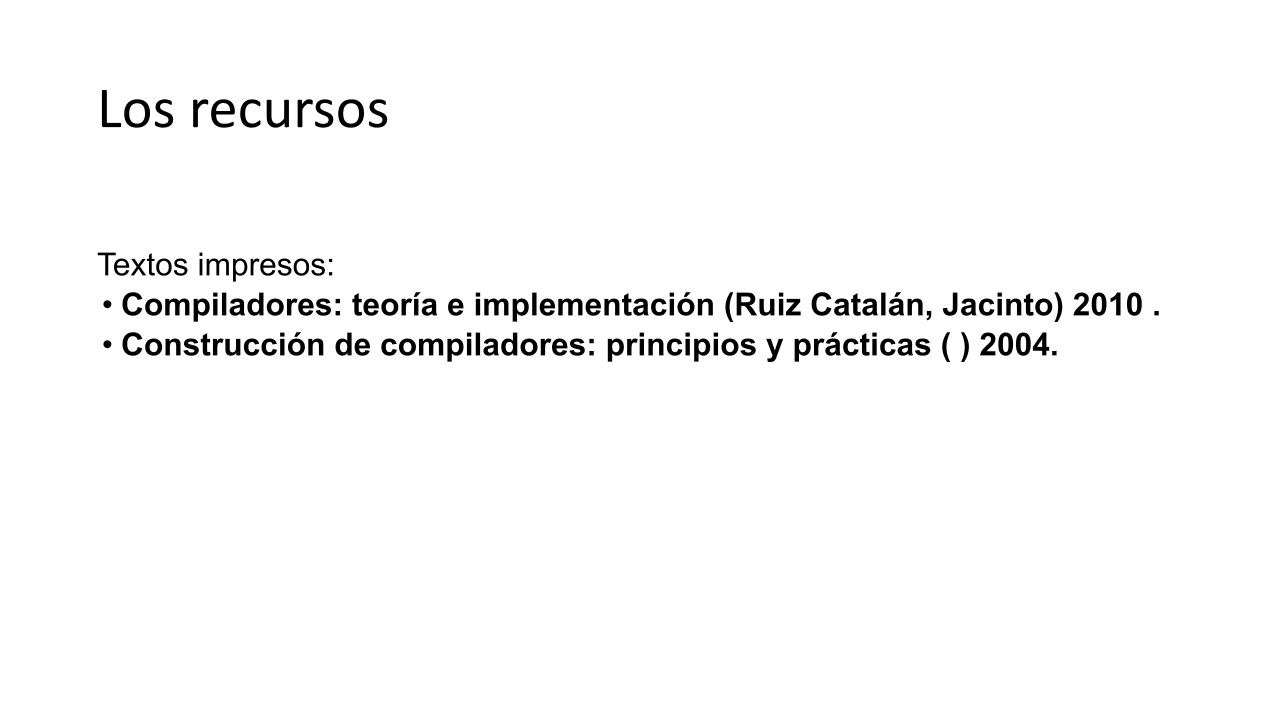 Los recursos
Textos impresos:
• Compiladores: teoría e implementación (Ruiz Catalán, Jacinto) 2010 .
• Construcción de compiladores: principios y prácticas ( ) 2004.